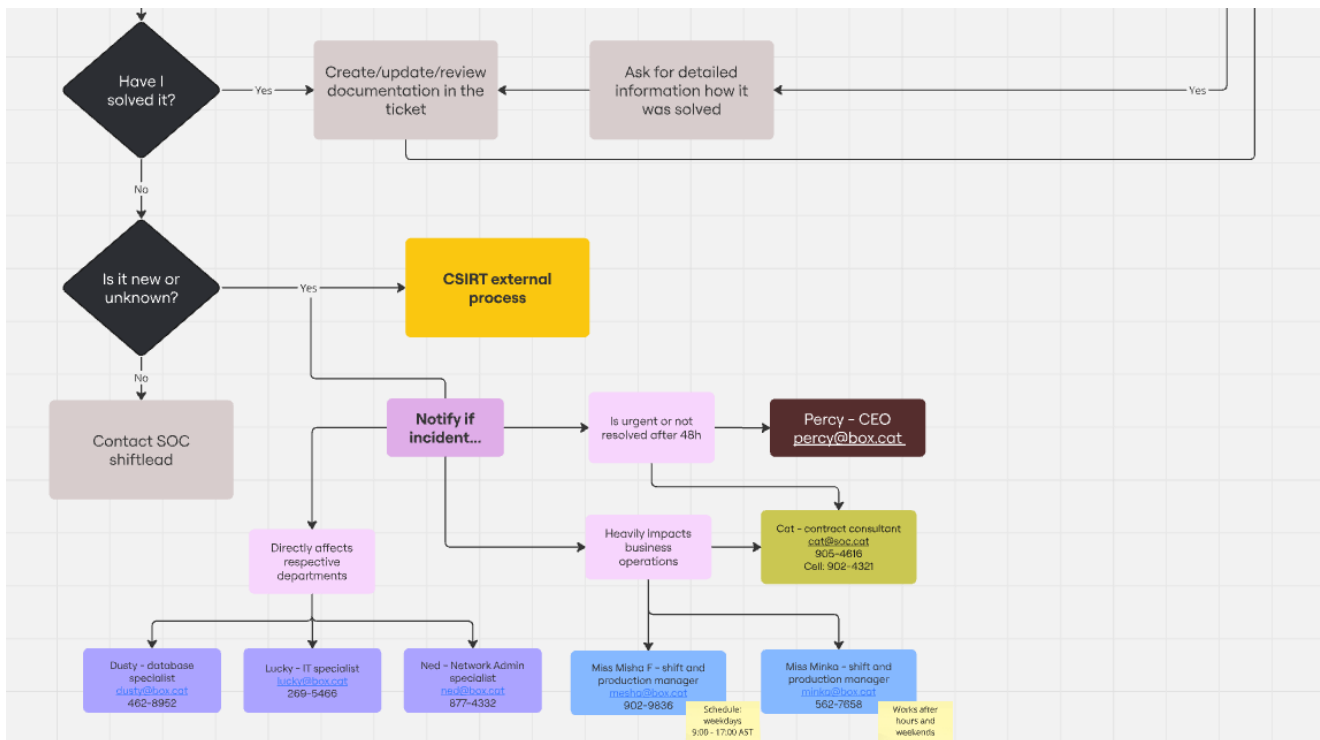 Have I
solved it?
Yes
Create/update/review
documentation in the
ticket
Ask for detailed
information how it
was solved
Yes
No
Is it new or
unknown?
Yes
CSIRT external
process
No
Contact SOC
shiftlead
Notify if
incident...
Is urgent or not
resolved after 48h
Percy - CEO
percy@box.cat
Directly affects
respective
departments
Heavily impacts
business
operations
Cat - contract consultant
cat@soc.cat
905-4616
Cell: 902-4321
Dusty - database
specialist
dusty@box.cat
462-8952
Lucky - IT specialist
lucky@box.cat
269-5466
Ned - Network Admin
specialist
ned@box.cat
877-4332
Miss Misha F - shift and
production manager
mesha@box.cat
902-9836
Schedule:
weekdays
9:00 - 17:00 AST
Miss Minka - shift and
production manager
minka@box.cat
562-7658
Works after
hours and
weekends